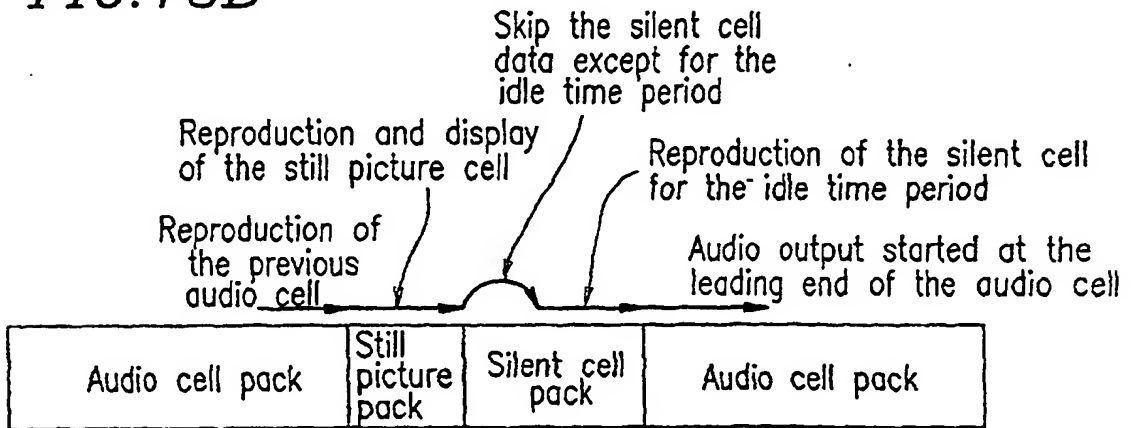 Skip the silent cell
data except for the
idle time period
Reproduction and display
of the still picture cell
Reproduction of the silent cell
for the idle time period
Reproduction of
the previous
audio cell
Audio output started at the
leading end of the audio cell
Audio cell pack
Still
picture
pack
Silent cell
pack
Audio cell pack